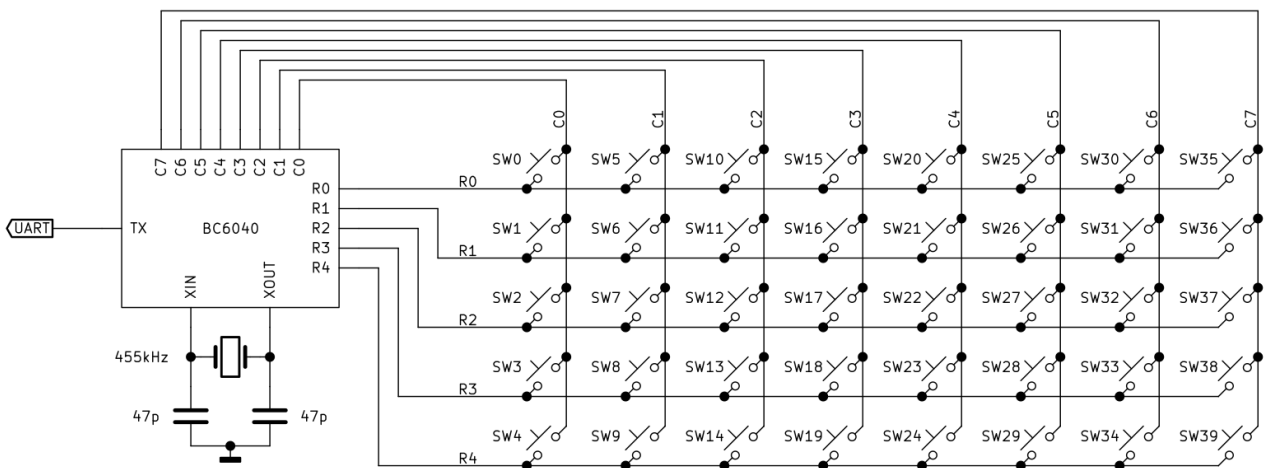 C0 C1 C2 C3 C4 C5 C6 C7
C7 C6 C5 C4 C3 C2 C1 C0
SW0 SW5 SW10 SW15 SW20 SW25 SW30 SW35
R0 R0
R1
UART TX BC6040 R2
R3
R4
SW1 SW6 SW11 SW16 SW21 SW26 SW31 SW36
R1
XIN XOUT
SW2 SW7 SW12 SW17 SW22 SW27 SW32 SW37
R2
455kHz
SW3 SW8 SW13 SW18 SW23 SW28 SW33 SW38
R3
47p 47p
SW4 SW9 SW14 SW19 SW24 SW29 SW34 SW39
R4